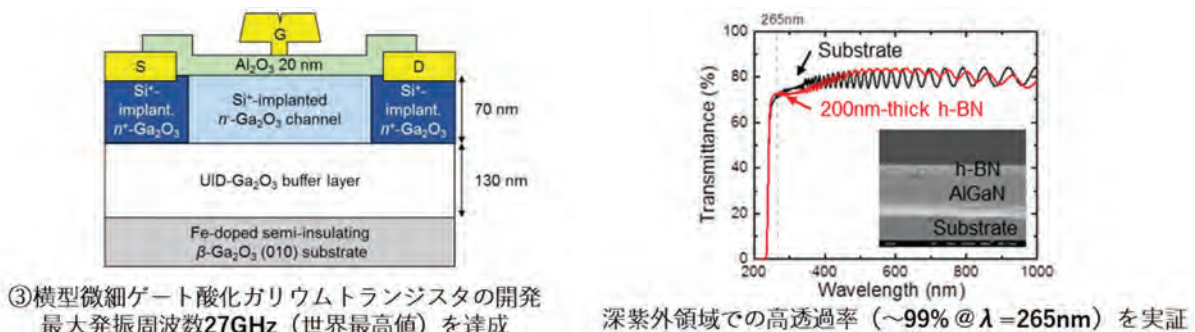 G
S
Al₂O₃ 20 nm
D
Si⁺-
implant.
n⁺-Ga₂O₃
Si⁺-implanted
n-Ga₂O₃ channel
Si⁺-
implant.
n⁺-Ga₂O₃
70 nm
UID-Ga₂O₃ buffer layer
130 nm
Fe-doped semi-insulating
β-Ga₂O₃ (010) substrate
③横型微細ゲート酸化ガリウムトランジスタの開発
最大発振周波数27GHz(世界最高値)を達成
265nm
100
80
60
40
20
0
Transmittance (%)
Substrate
200nm-thick h-BN
h-BN
AlGaN
Substrate
200 400 600 800 1000
Wavelength (nm)
深紫外領域での高透過率(~99%@λ=265nm)を実証